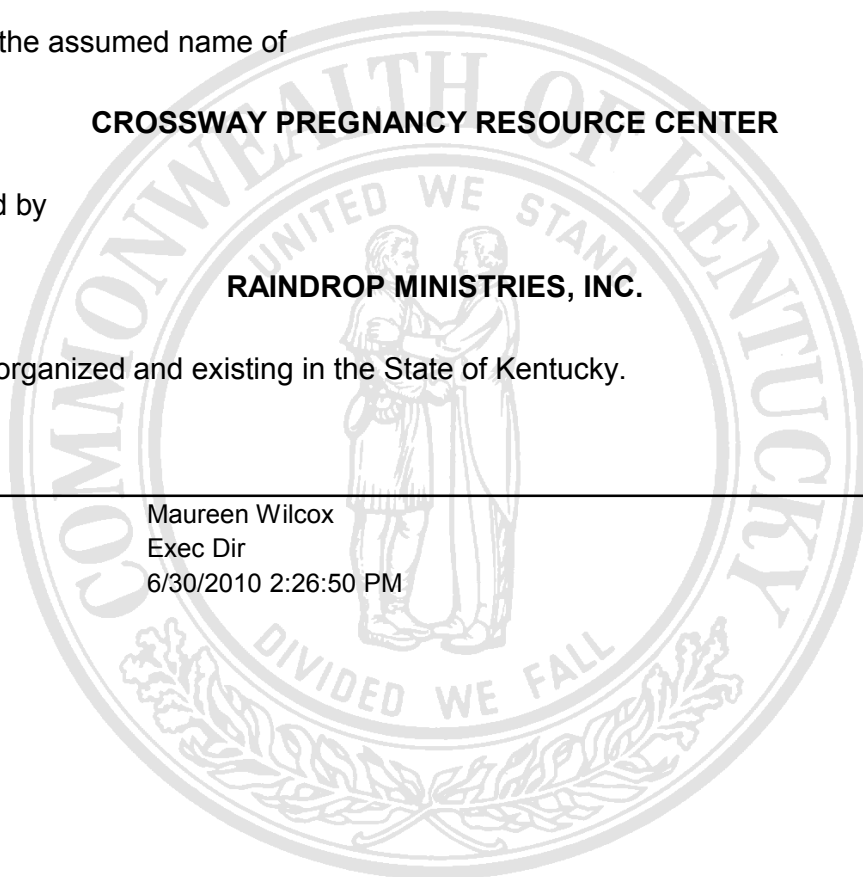 the assumed name of
CROSSWAY PREGNANCY RESOURCE CENTER
d by
RAINDROP MINISTRIES, INC.
organized and existing in the State of Kentucky.
Maureen Wilcox
Exec Dir
6/30/2010 2:26:50 PM
COMMONWEALTH OF KENTUCKY
UNITED WE STAND
DIVIDED WE FALL